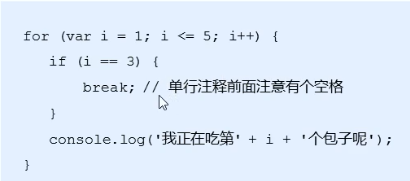 for (var i = 1; i <= 5; i++) {
if (i == 3) {
break; // 单行注释前面注意有个空格
}
console.log('我正在吃第' + i + '个包子呢');
}